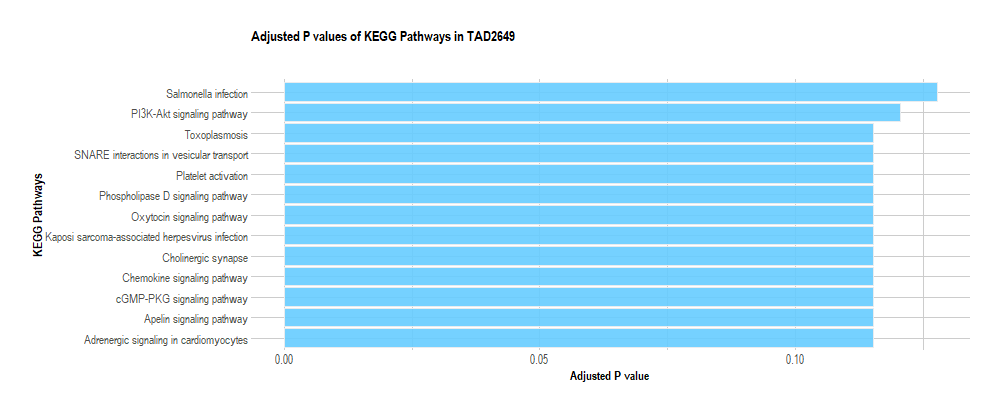 Adjusted P values of KEGG Pathways in TAD2649
KEGG Pathways
Salmonella infection
PI3K-Akt signaling pathway
Toxoplasmosis
SNARE interactions in vesicular transport
Platelet activation
Phospholipase D signaling pathway
Oxytocin signaling pathway
Kaposi sarcoma-associated herpesvirus infection
Cholinergic synapse
Chemokine signaling pathway
cGMP-PKG signaling pathway
Apelin signaling pathway
Adrenergic signaling in cardiomyocytes
0.00 0.05 0.10
Adjusted P value